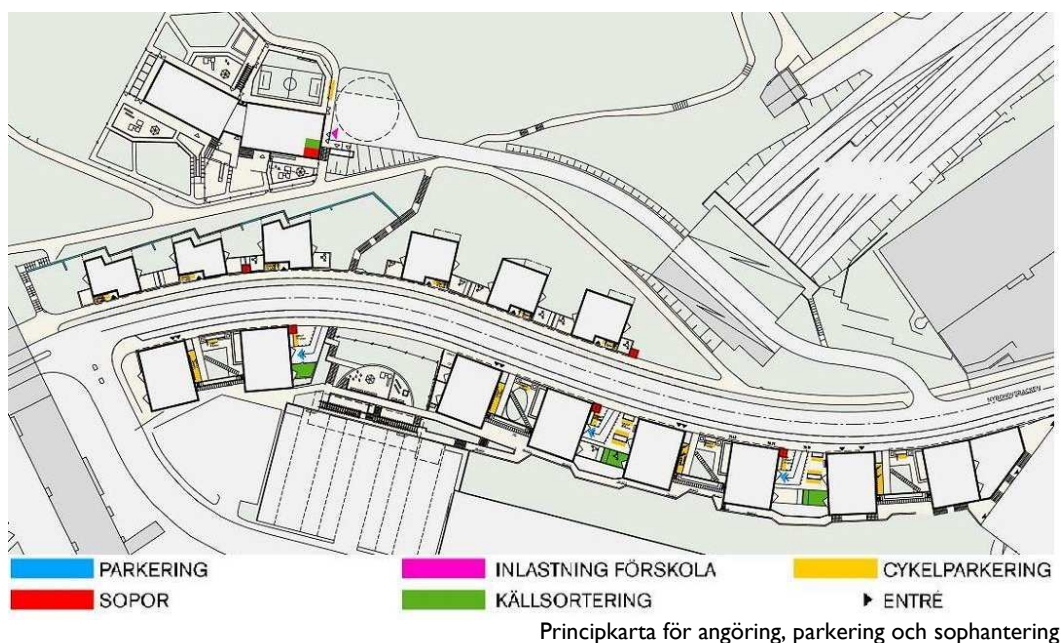 PARKERING
INLASTNING FÖRSKOLA
CYKELPARKERING
SOPOR
KÄLLSORTERING
ENTRÉ
Principkarta för angöring, parkering och sophantering